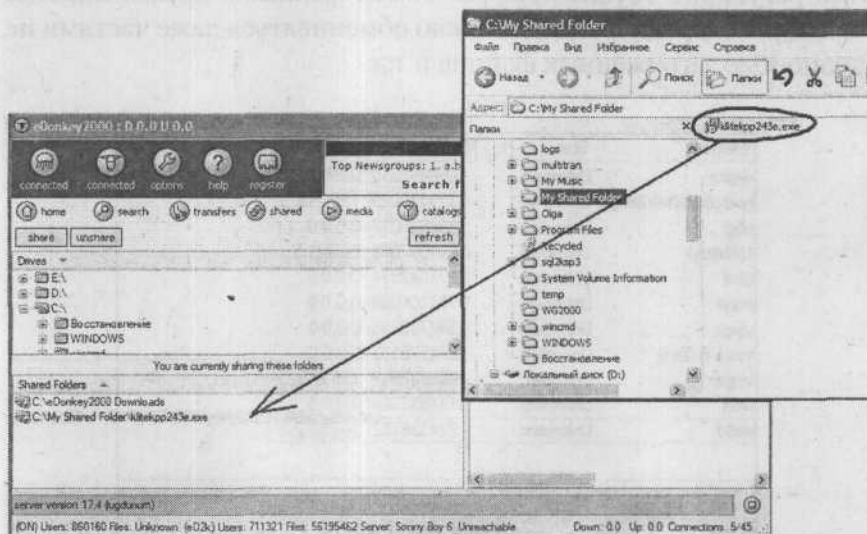 C:\My Shared Folder
Файл Правка Вид Избранное Сервис Справка
Назад Поиск Папки
Адрес: C:\My Shared Folder
Папки
klitekpp243e.exe
logs
multitran
My Music
My Shared Folder
Olga
Program Files
Recycled
sql2ksp3
System Volume Information
temp
WG2000
wincmd
WINDOWS
Восстановление
Локальный диск (D:)
eDonkey2000 : D 0.0 U 0.0
connected connected options help register
Top Newsgroups: 1. a.b
Search f
home search transfers shared media catalogs
share unshare refresh
Drives
E:\
D:\
C:\
Восстановление
WINDOWS
You are currently sharing these folders
Shared Folders
C:\eDonkey2000 Downloads
C:\My Shared Folder\klitekpp243e.exe
server version 17.4 (lugdunum)
(ON) Users: 860160 Files: Unknown (eD2k) Users: 711321 Files: 56195462 Server: Sonny Boy 6 Unreachable Down: 0.0 Up: 0.0 Connections: 5/45